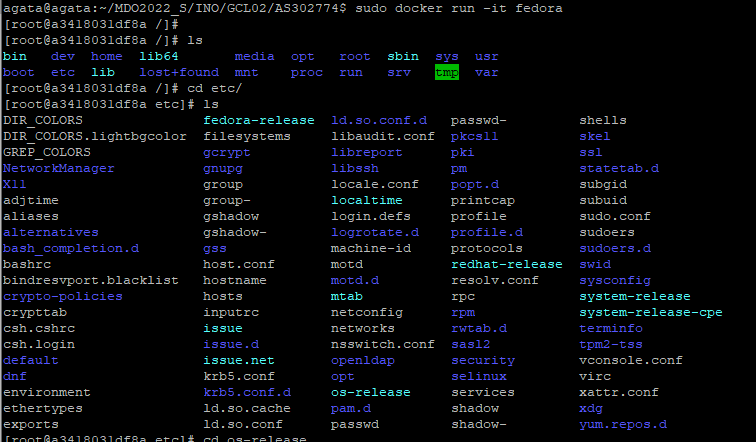 agata@agata:~/MDO2022_S/INO/GCL02/AS302774$ sudo docker run -it fedora
[root@a3418031df8a /]#
[root@a3418031df8a /]# ls
bin dev home lib64 media opt root sbin sys usr
boot etc lib lost+found mnt proc run srv tmp var
[root@a3418031df8a /]# cd etc/
[root@a3418031df8a etc]# ls
DIR_COLORS fedora-release ld.so.conf.d passwd- shells
DIR_COLORS.lightbgcolor filesystems libaudit.conf pkcs11 skel
GREP_COLORS gcrypt libreport pki ssl
NetworkManager gnupg libssh pm statetab.d
X11 group locale.conf popt.d subgid
adjtime group- localtime printcap subuid
aliases gshadow login.defs profile sudo.conf
alternatives gshadow- logrotate.d profile.d sudoers
bash_completion.d gss machine-id protocols sudoers.d
bashrc host.conf motd redhat-release swid
bindresvport.blacklist hostname motd.d resolv.conf sysconfig
crypto-policies hosts mtab rpc system-release
crypttab inputrc netconfig rpm system-release-cpe
csh.cshrc issue networks rwtab.d terminfo
csh.login issue.d nsswitch.conf sasl2 tpm2-tss
default issue.net openldap security vconsole.conf
dnf krb5.conf opt selinux virc
environment krb5.conf.d os-release services xattr.conf
ethertypes ld.so.cache pam.d shadow xdg
exports ld.so.conf passwd shadow- yum.repos.d
[root@a3418031df8a etc]# cd os-release